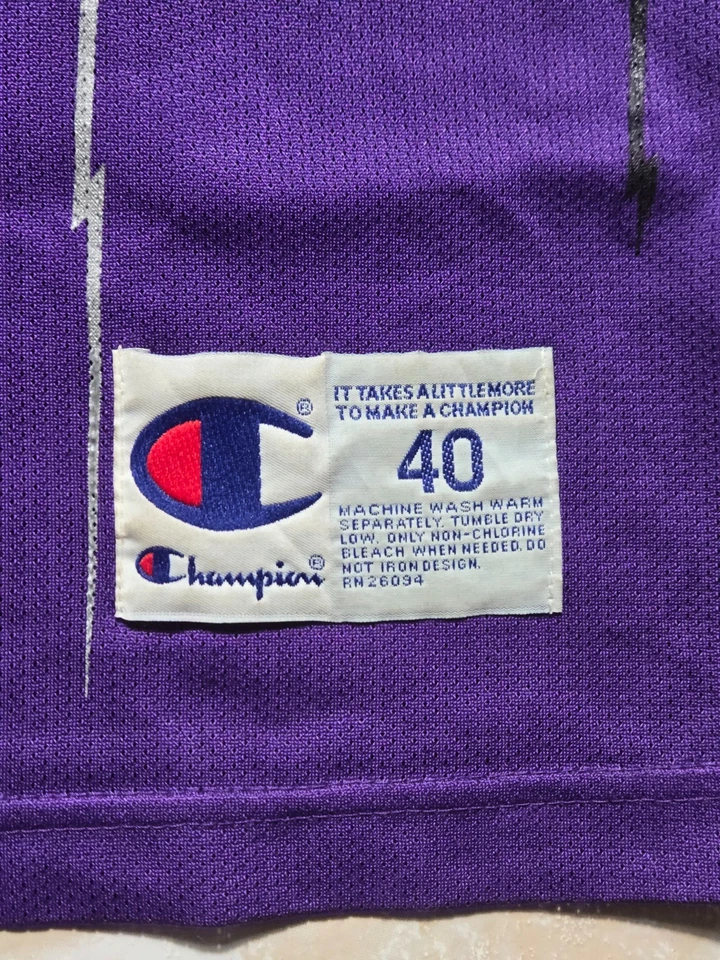 ®
IT TAKES A LITTLE MORE
TO MAKE A CHAMPION
40
MACHINE WASH WARM
SEPARATELY. TUMBLE DRY
LOW. ONLY NON-CHLORINE
BLEACH WHEN NEEDED. DO
NOT IRON DESIGN.
RN26094
Champion®